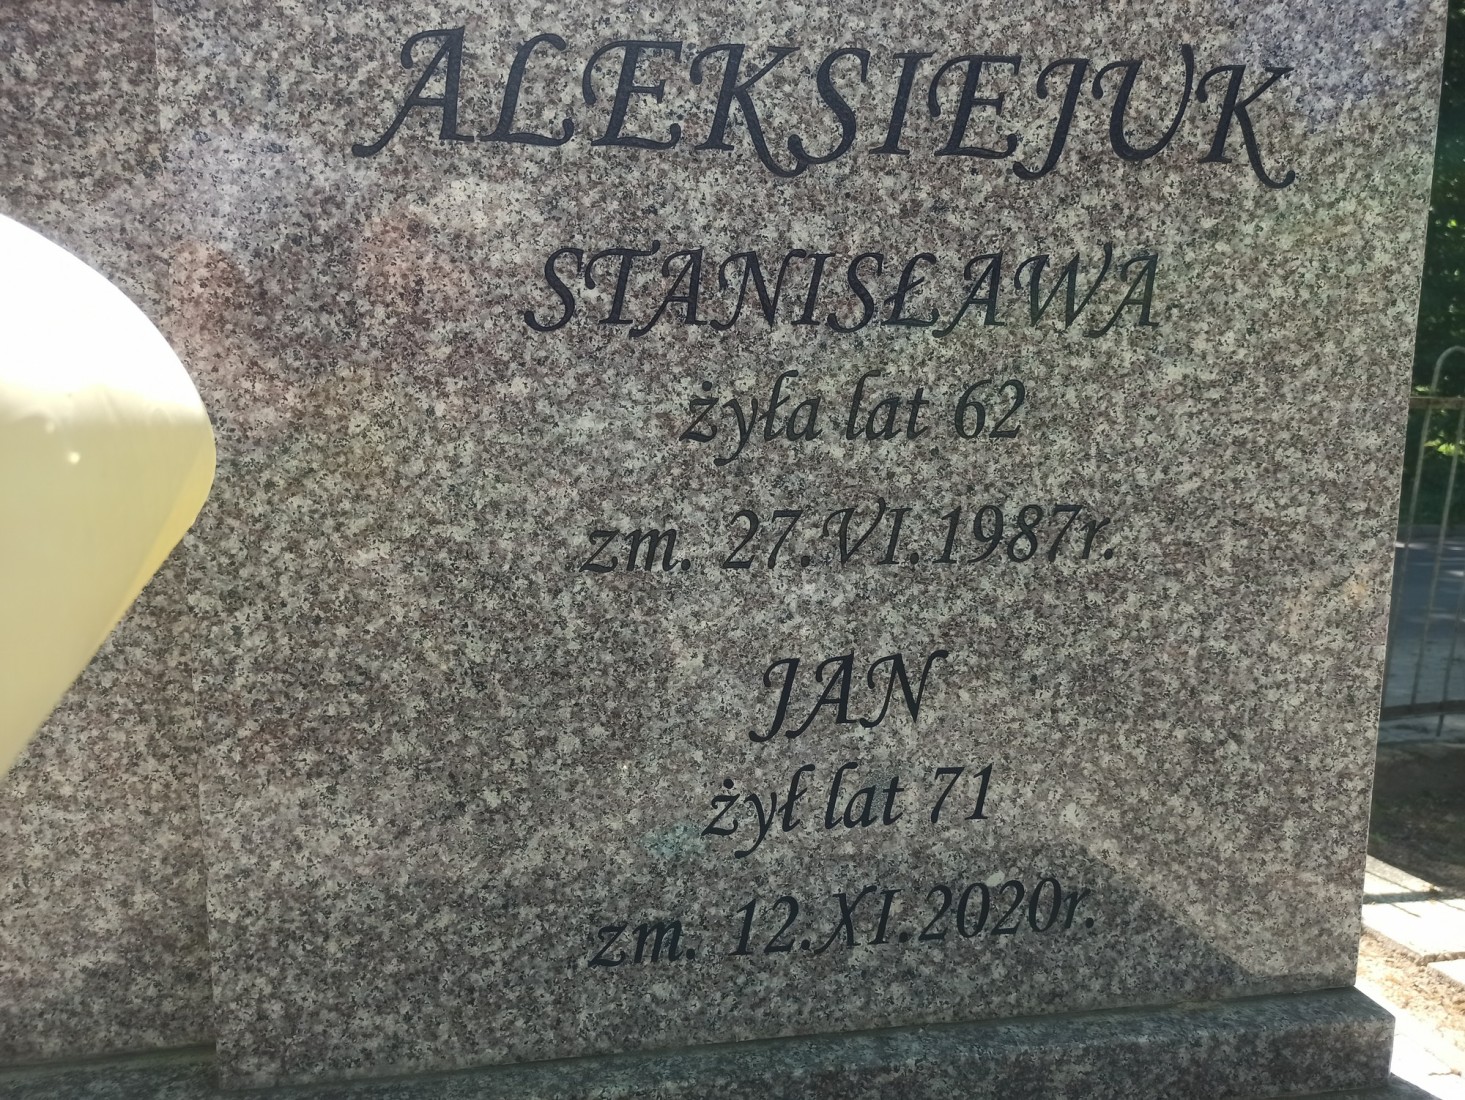 ALEKSIEJUK
STANISŁAWA
żyła lat 62
zm. 27.VI.1987r.
JAN
żył lat 71
zm. 12.XI.2020r.